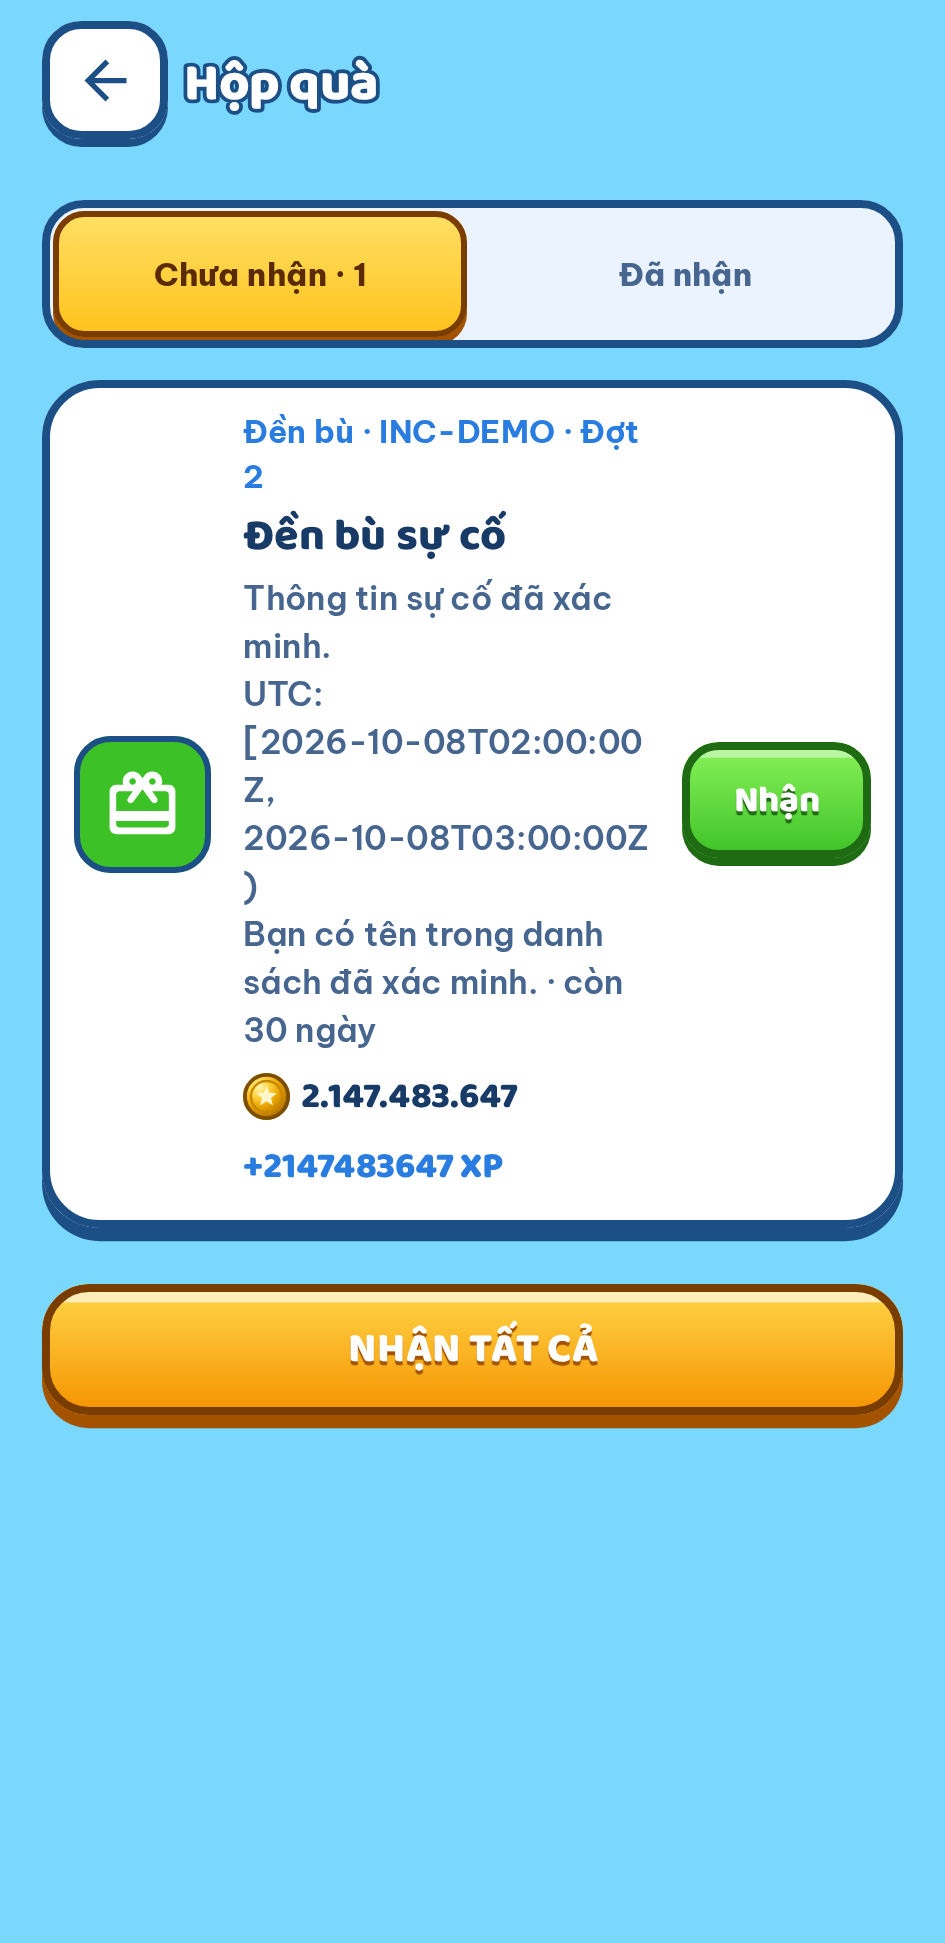 Hộp quà
Chưa nhận · 1
Đã nhận
Đền bù · INC-DEMO · Đợt
2
Đền bù sự cố
Thông tin sự cố đã xác
minh.
UTC:
[2026-10-08T02:00:00
Z,
2026-10-08T03:00:00Z
)
Bạn có tên trong danh
sách đã xác minh. · còn
30 ngày
2.147.483.647
+2147483647 XP
Nhận
NHẬN TẤT CẢ